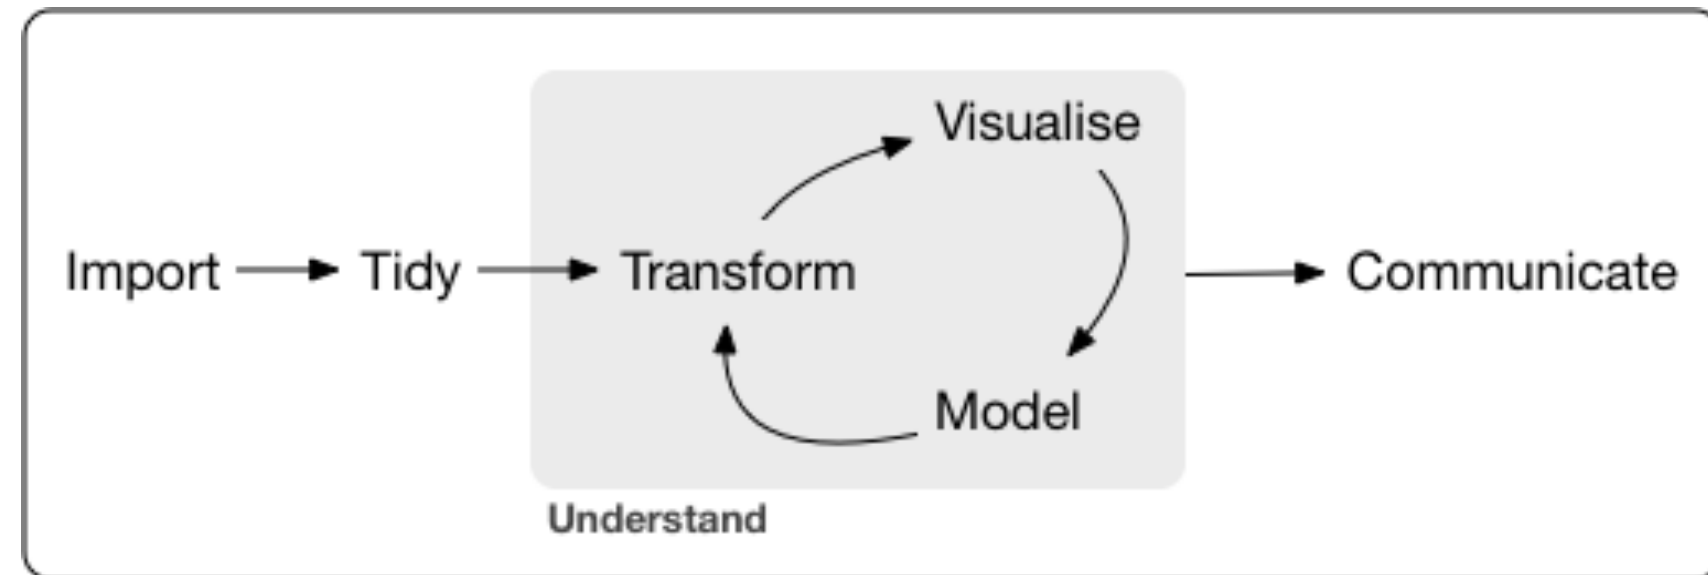 Visualise
Import Tidy Transform Communicate
Model
Understand